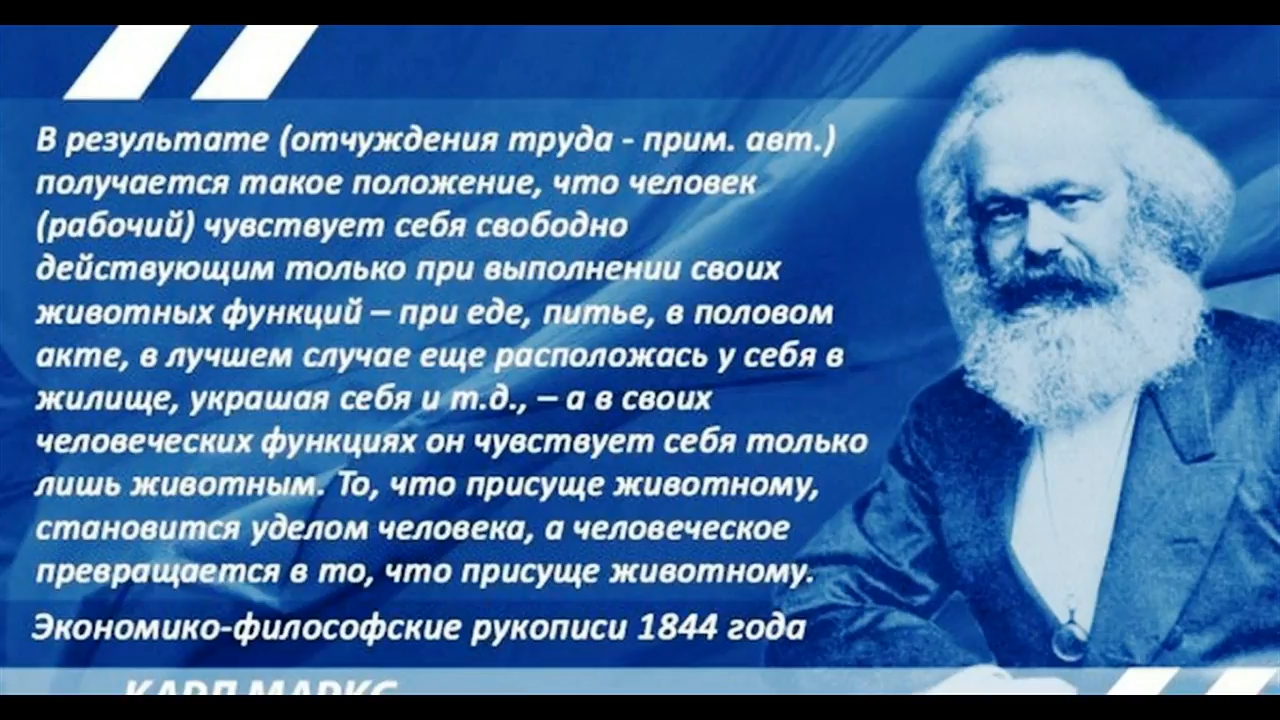 В результате (отчуждения труда - прим. авт.)
получается такое положение, что человек
(рабочий) чувствует себя свободно
действующим только при выполнении своих
животных функций – при еде, питье, в половом
акте, в лучшем случае еще расположась у себя в
жилище, украшая себя и т.д., – а в своих
человеческих функциях он чувствует себя только
лишь животным. То, что присуще животному,
становится уделом человека, а человеческое
превращается в то, что присуще животному.
Экономико-философские рукописи 1844 года
КАРЛ МАРКС